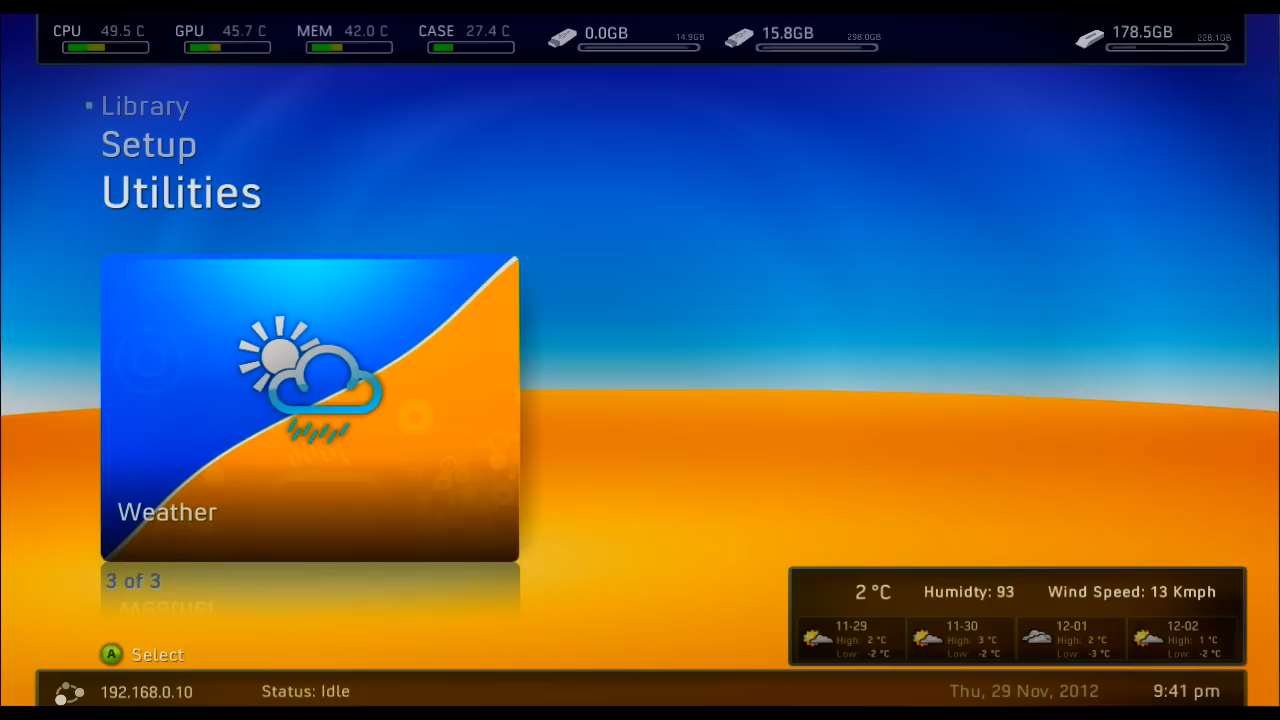 CPU 49.5 C GPU 45.7 C MEM 42.0 C CASE 27.4 C 0.0GB 14.9GB 15.8GB 298.0GB 178.5GB 228.1GB
Library
Setup
Utilities
Weather
3 of 3
A Select
2 °C Humidty: 93 Wind Speed: 13 Kmph
11-29 11-30 12-01 12-02
High: 2 °C High: 3 °C High: 2 °C High: 1 °C
Low: -2 °C Low: -2 °C Low: -3 °C Low: -2 °C
192.168.0.10 Status: Idle Thu, 29 Nov, 2012 9:41 pm